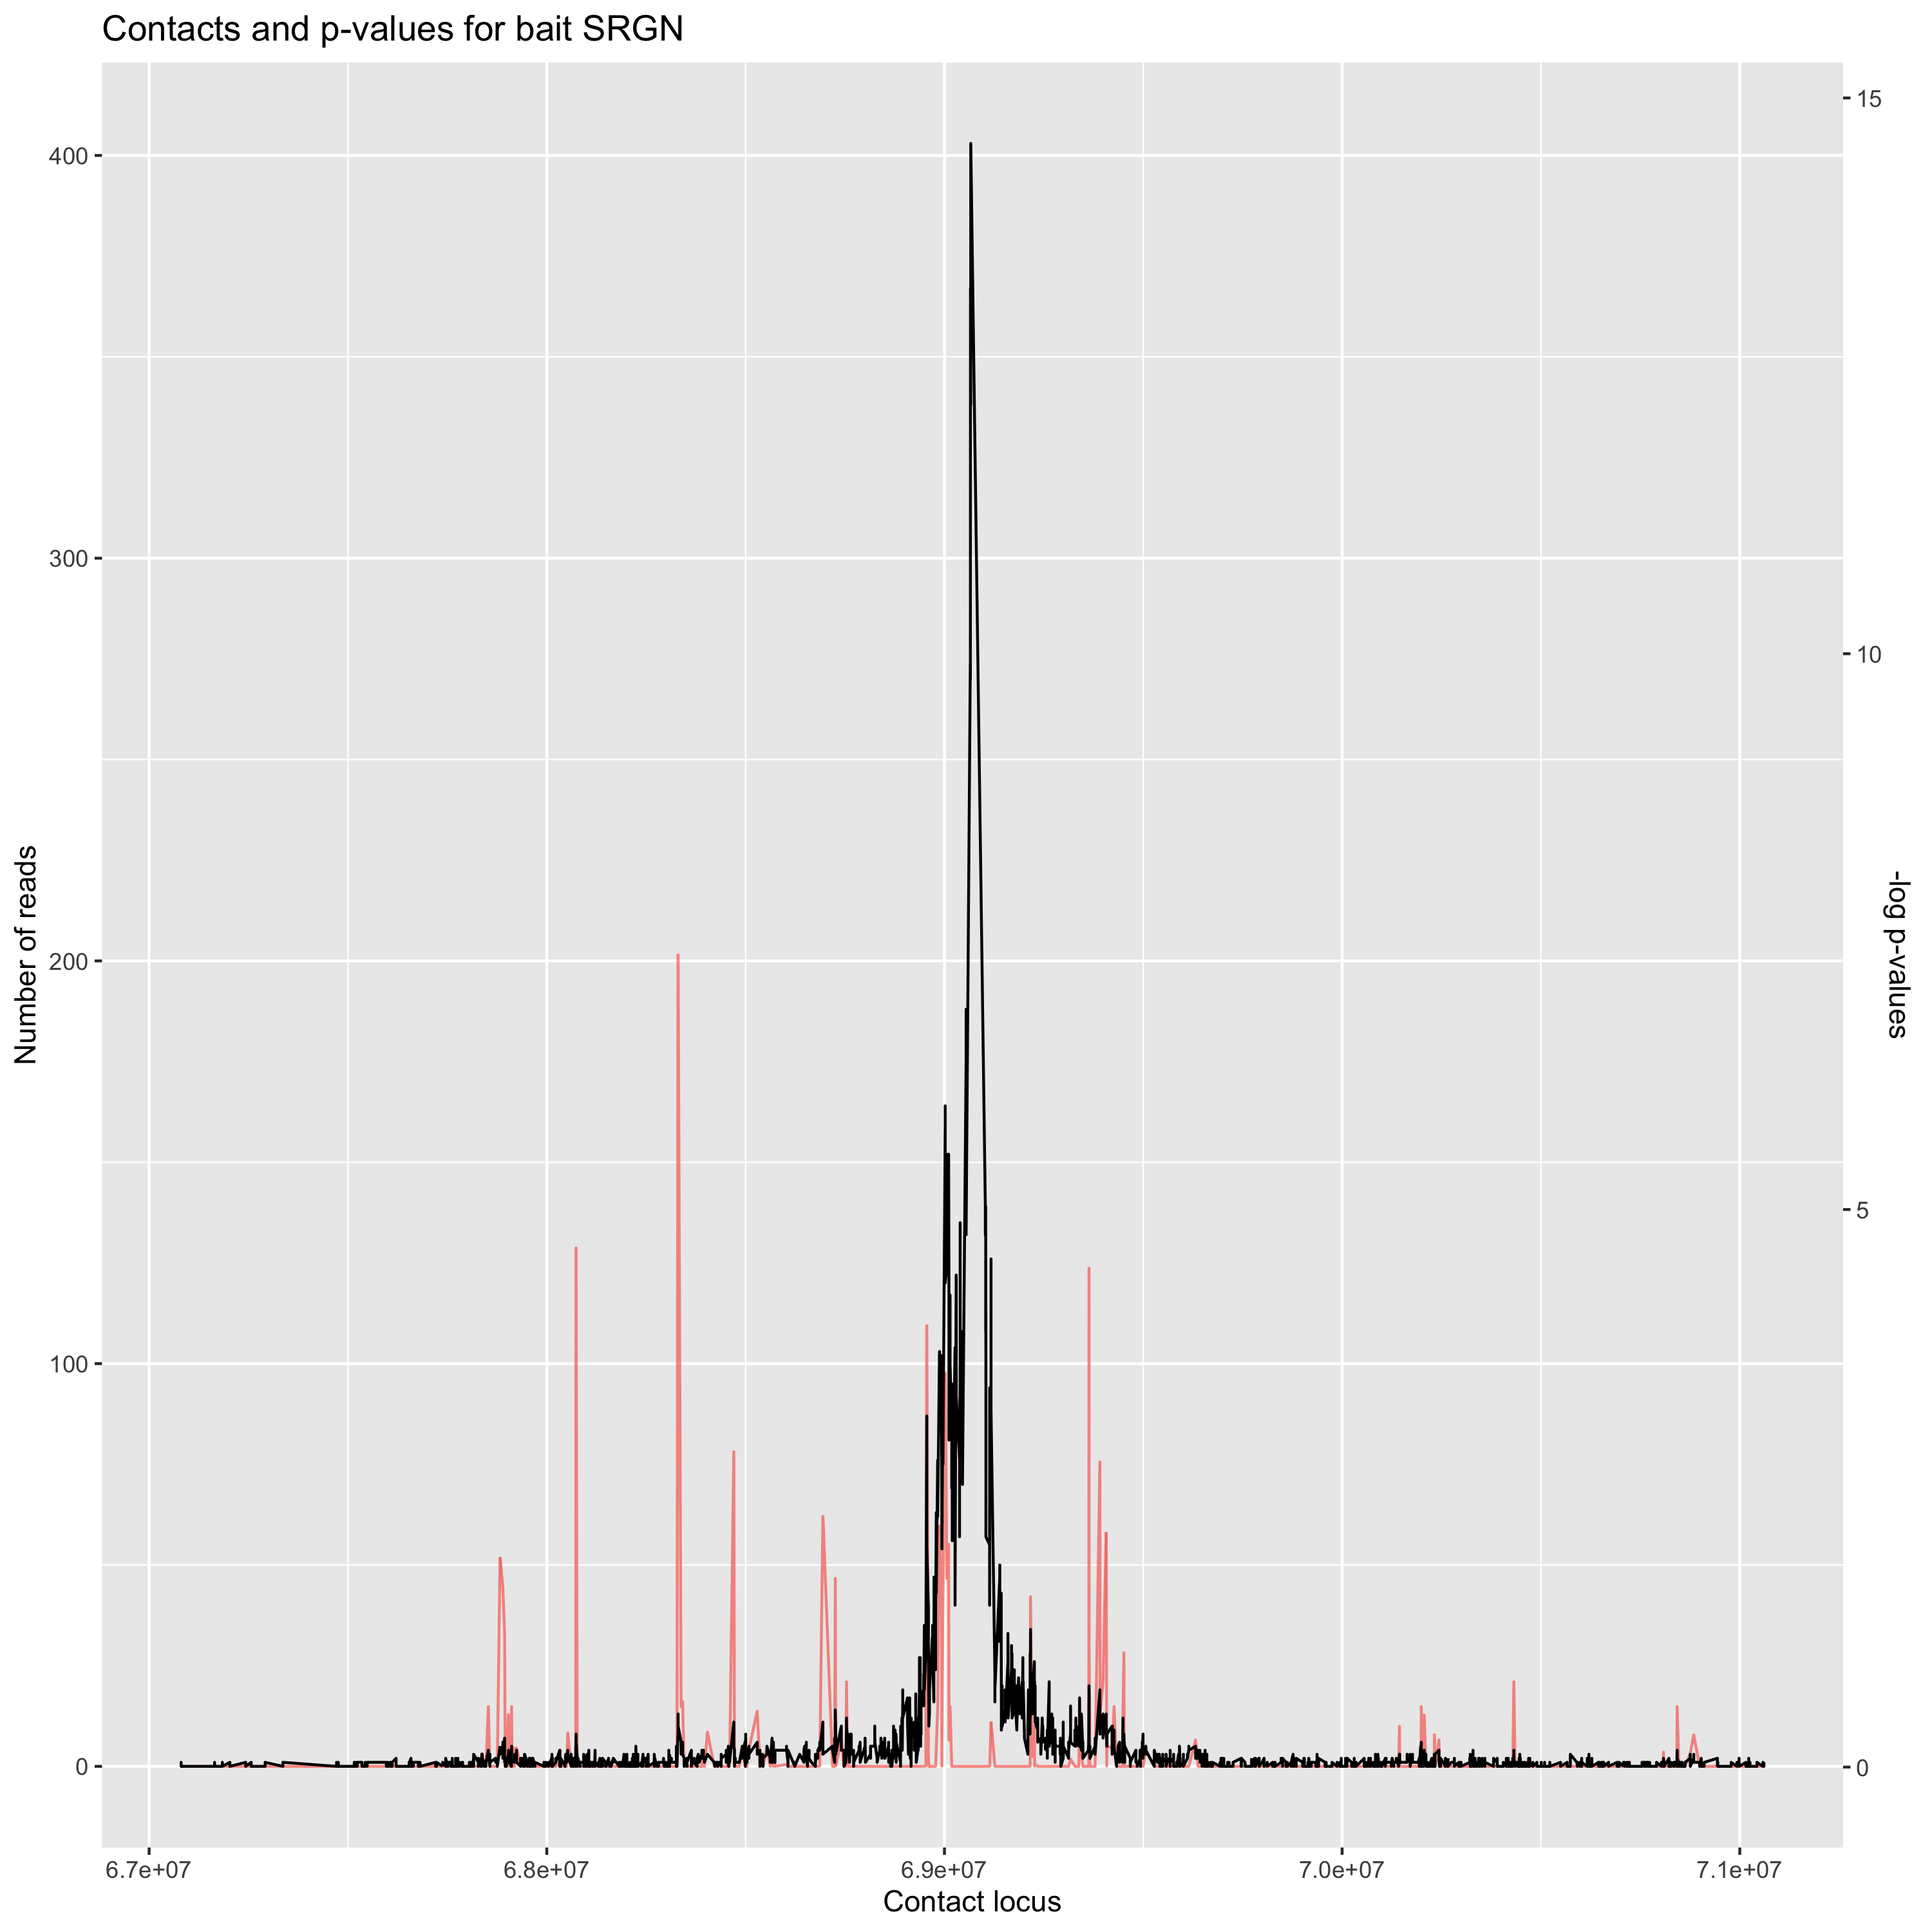 Contacts and p-values for bait SRGN
400
300
200
100
0
Number of reads
15
10
5
0
-log p-values
6.7e+07
6.8e+07
6.9e+07
7.0e+07
7.1e+07
Contact locus